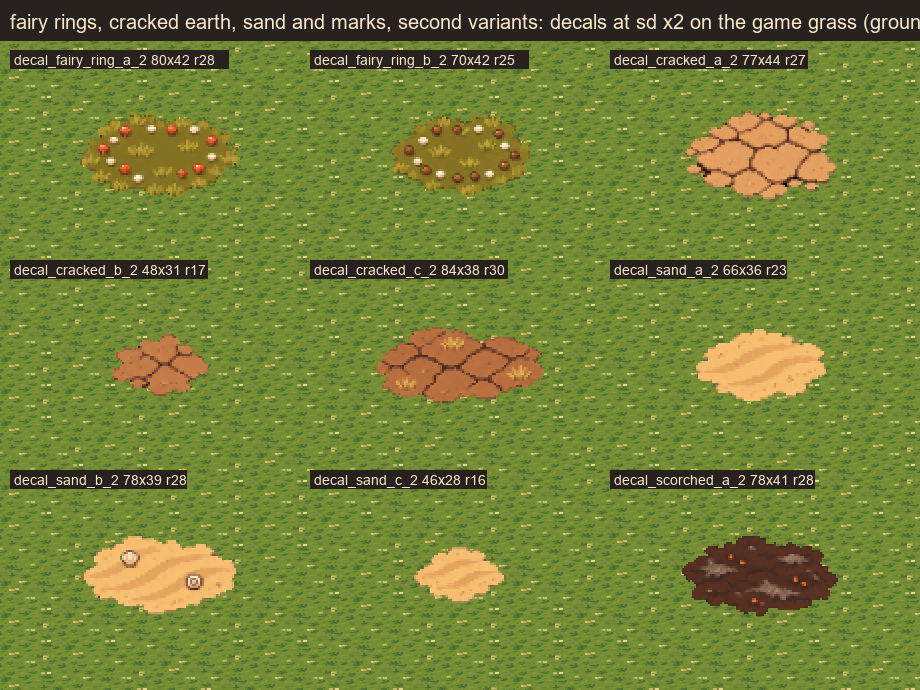 fairy rings, cracked earth, sand and marks, second variants: decals at sd x2 on the game grass (groun
decal_fairy_ring_a_2 80x42 r28
decal_fairy_ring_b_2 70x42 r25
decal_cracked_a_2 77x44 r27
decal_cracked_b_2 48x31 r17
decal_cracked_c_2 84x38 r30
decal_sand_a_2 66x36 r23
decal_sand_b_2 78x39 r28
decal_sand_c_2 46x28 r16
decal_scorched_a_2 78x41 r28